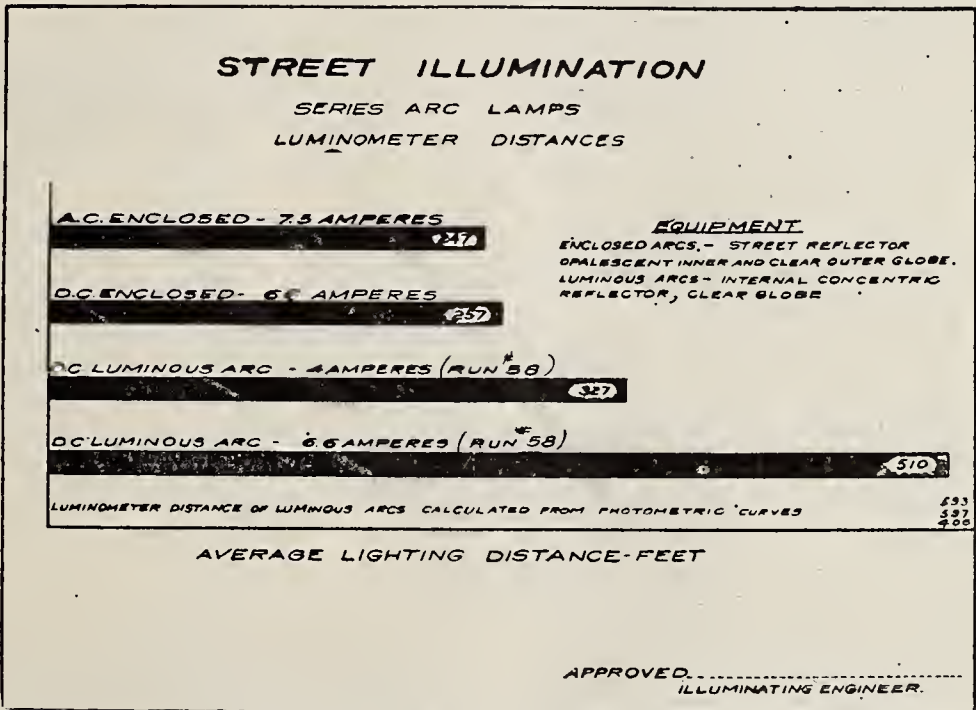 STREET ILLUMINATION
SERIES ARC LAMPS
LUMINOMETER DISTANCES
A.C. ENCLOSED - 7.5 AMPERES
EQUIPMENT
ENCLOSED ARCS. - STREET REFLECTOR
OPALESCENT INNER AND CLEAR OUTER GLOBE.
LUMINOUS ARCS - INTERNAL CONCENTRIC
REFLECTOR, CLEAR GLOBE
D.C. ENCLOSED - AMPERES
257
LUMINOUS ARC - 4 AMPERES (RUN #58)
327
DC LUMINOUS ARC - 6.6 AMPERES (RUN #58)
510
LUMINOMETER DISTANCE OF LUMINOUS ARCS CALCULATED FROM PHOTOMETRIC CURVES
AVERAGE LIGHTING DISTANCE-FEET
APPROVED
ILLUMINATING ENGINEER.